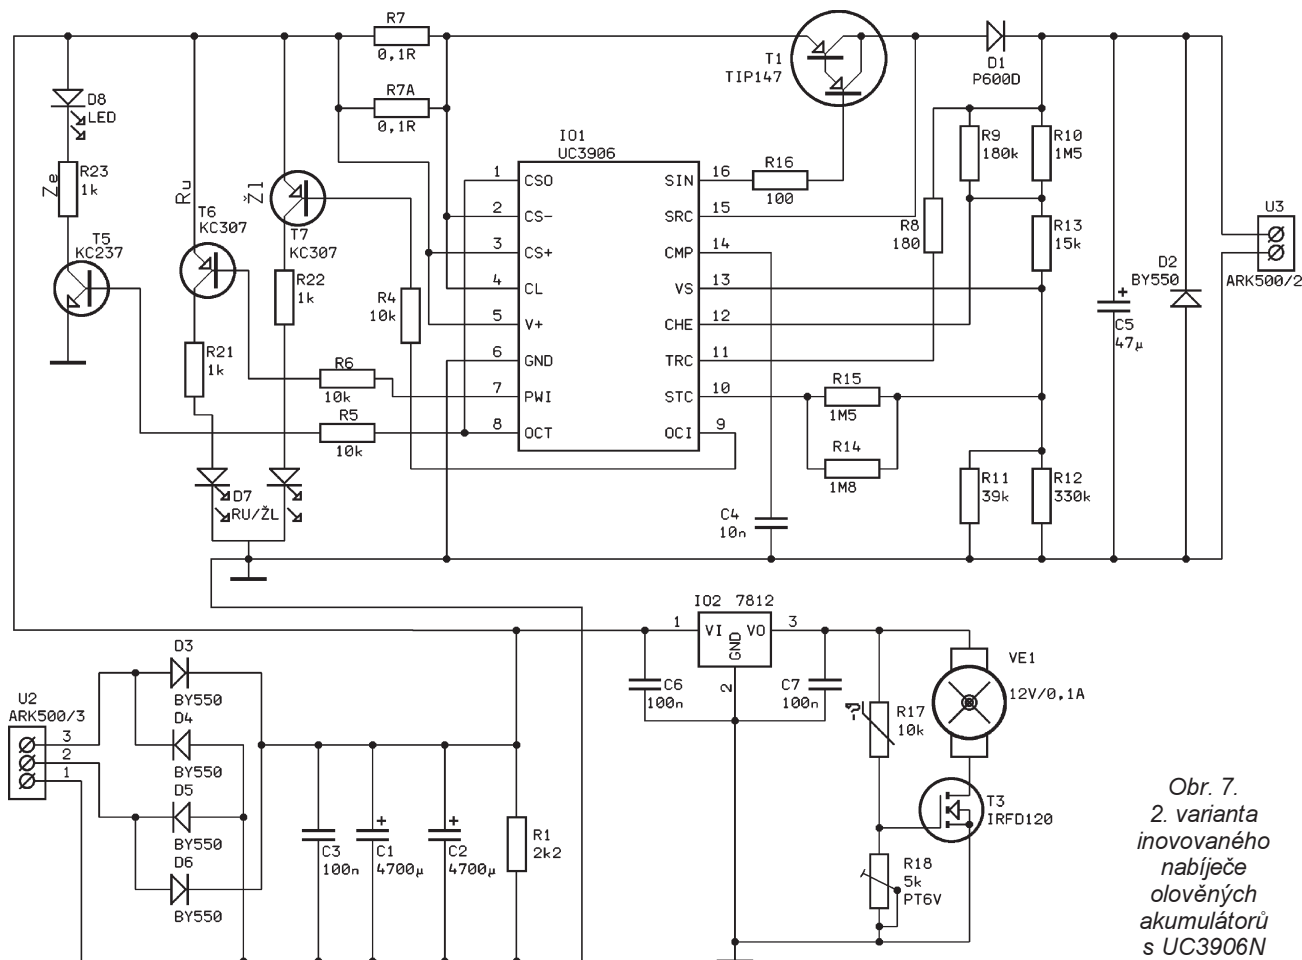 R7
0,1R
R7A
0,1R
T1
TIP147
D1
P600D
D8
LED
R23
1k
Ze
Ru
Žl
T5
KC237
T6
KC307
T7
KC307
R22
1k
R21
1k
R4
10k
R6
10k
R5
10k
D7
RU/ŽL
IO1
UC3906
1 CSO SIN 16
2 CS- SRC 15
3 CS+ CMP 14
4 CL VS 13
5 V+ CHE 12
6 GND TRC 11
7 PWI STC 10
8 OCT OCI 9
R16
100
R8
180
R9
180k
R10
1M5
R13
15k
R15
1M5
R14
1M8
R11
39k
R12
330k
C4
10n
D2
BY550
+
C5
47µ
U3
ARK500/2
IO2 7812
1 VI VO 3
GND
2
C6
100n
C7
100n
-ϑ
R17
10k
VE1
12V/0,1A
T3
IRFD120
R18
5k
PT6V
U2
ARK500/3
3
2
1
D3
BY550
D4
BY550
D5
BY550
D6
BY550
C3
100n
+
C1
4700µ
+
C2
4700µ
R1
2k2
Obr. 7.
2. varianta
inovovaného
nabíječe
olověných
akumulátorů
s UC3906N